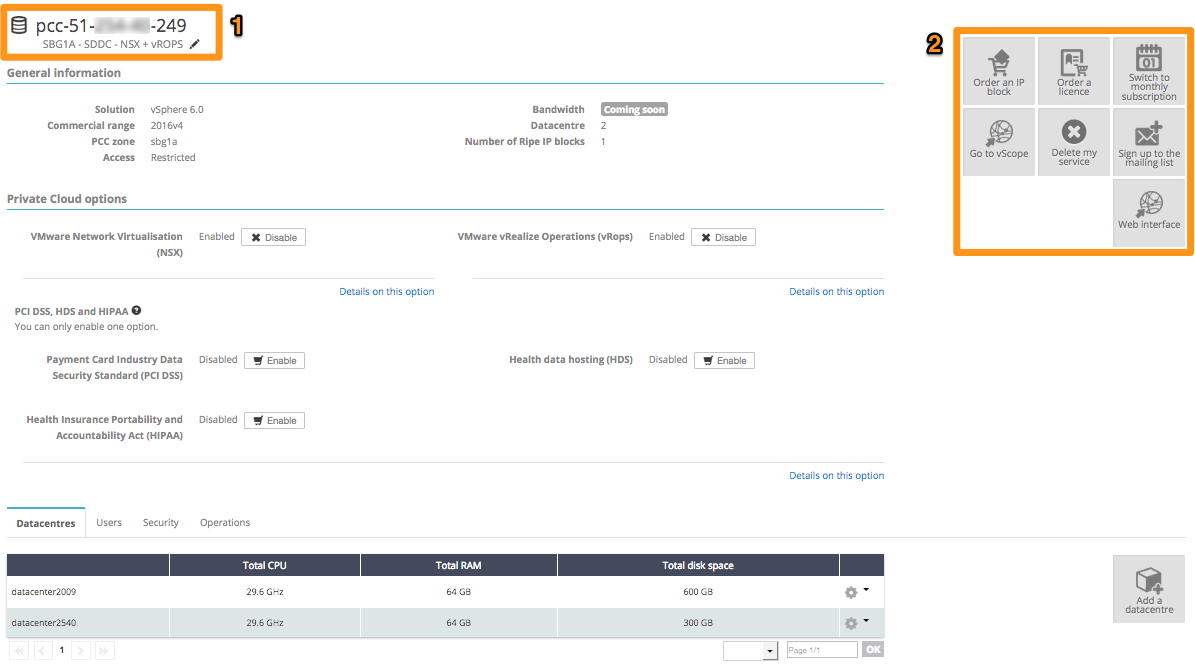 pcc-51- -249
SBG1A - SDDC - NSX + vROPS
1
General information
Solution vSphere 6.0
Commercial range 2016v4
PCC zone sbg1a
Access Restricted
Bandwidth Coming soon
Datacentre 2
Number of Ripe IP blocks 1
2
Order an IP
block
Order a
licence
01
Switch to
monthly
subscription
Go to vScope
Delete my
service
Sign up to the
mailing list
Web interface
Private Cloud options
VMware Network Virtualisation
(NSX)
Enabled Disable
VMware vRealize Operations (vRops) Enabled Disable
Details on this option
Details on this option
PCI DSS, HDS and HIPAA ?
You can only enable one option.
Payment Card Industry Data
Security Standard (PCI DSS)
Disabled Enable
Health data hosting (HDS) Disabled Enable
Health Insurance Portability and
Accountability Act (HIPAA)
Disabled Enable
Details on this option
Datacentres Users Security Operations
Total CPU Total RAM Total disk space
datacenter2009 29.6 GHz 64 GB 600 GB
datacenter2540 29.6 GHz 64 GB 300 GB
1
Page 1/1 OK
Add a
datacentre